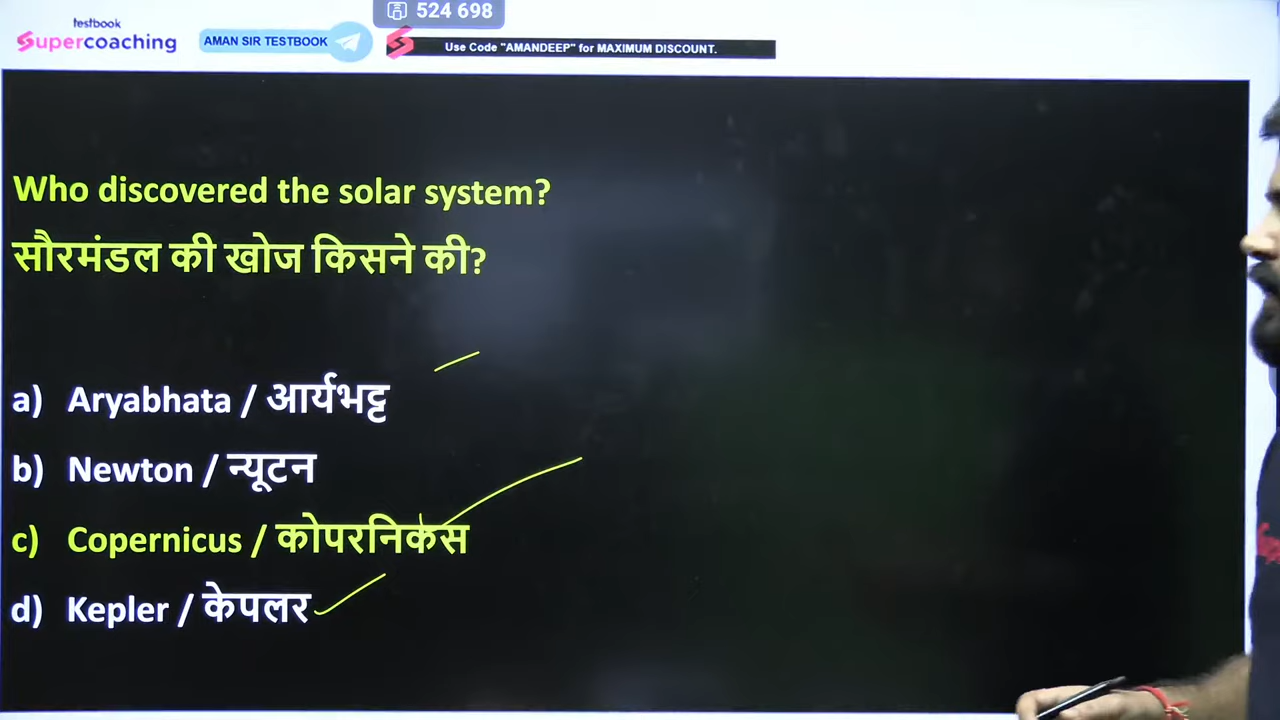 524 698
testbook
Supercoaching
AMAN SIR TESTBOOK
Use Code "AMANDEEP" for MAXIMUM DISCOUNT.
Who discovered the solar system?
सौरमंडल की खोज किसने की?
a) Aryabhata / आर्यभट्ट
b) Newton / न्यूटन
c) Copernicus / कोपरनिकस
d) Kepler / केपलर